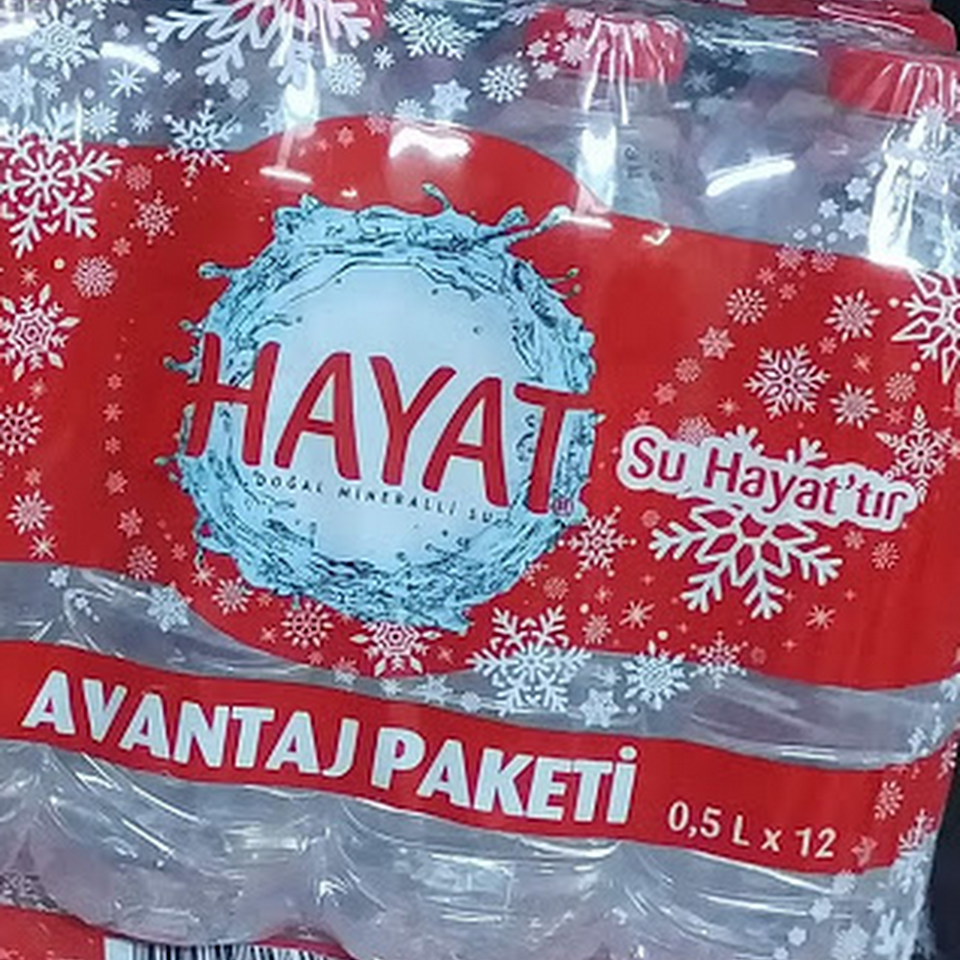 HAYAT
DOĞAL MİNERALLİ SU
Su Hayat'tır
AVANTAJ PAKETİ
0,5 L x 12